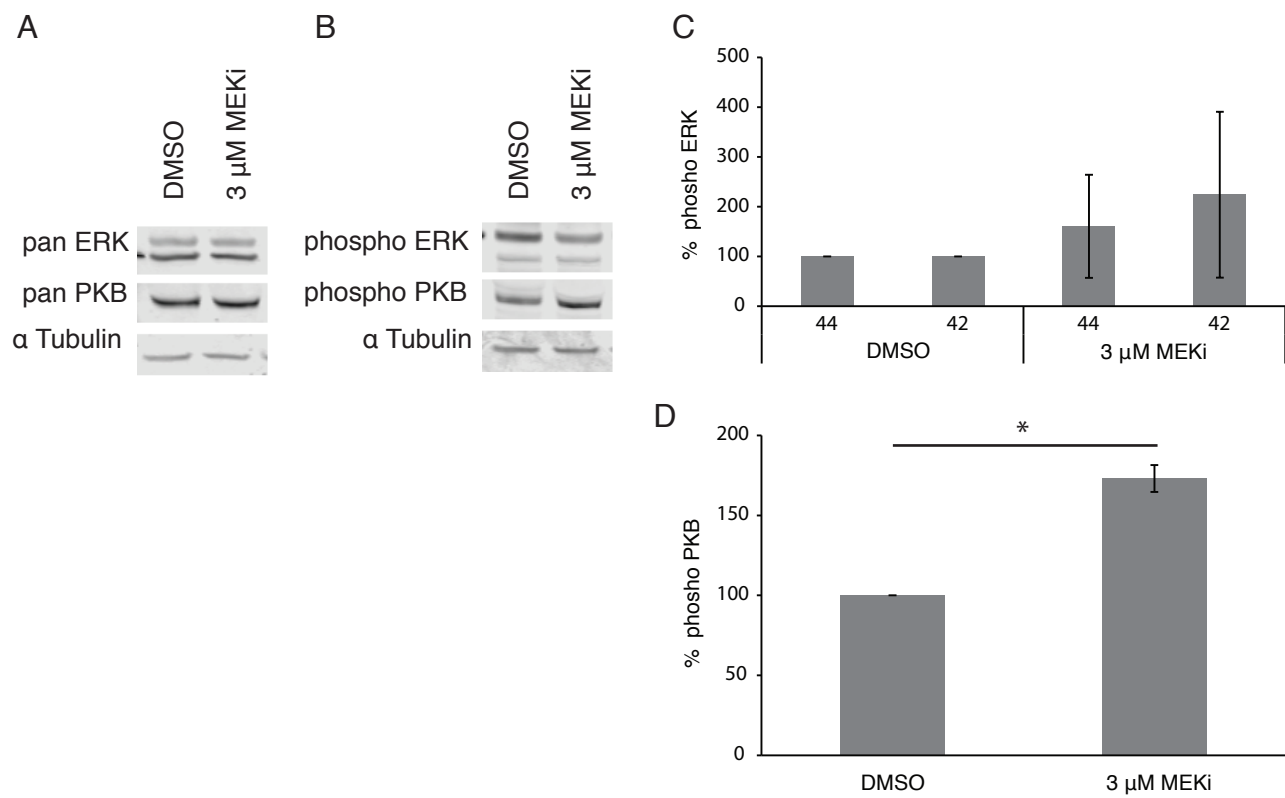 A
DMSO
3 µM MEKi
pan ERK
pan PKB
α Tubulin
B
DMSO
3 µM MEKi
phospho ERK
phospho PKB
α Tubulin
C
% phosho ERK
500
400
300
200
100
0
44 42 44 42
DMSO 3 µM MEKi
D
% phosho PKB
200
150
100
50
0
*
DMSO 3 µM MEKi